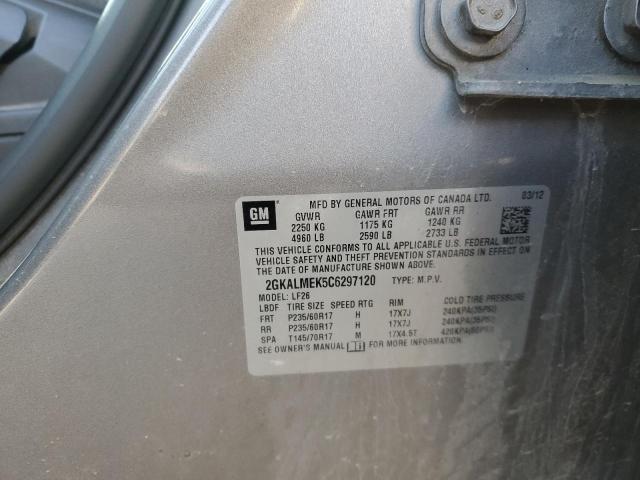 GM
MFD BY GENERAL MOTORS OF CANADA LTD. 03/12
GVWR GAWR FRT GAWR RR
2250 KG 1175 KG 1240 KG
4960 LB 2590 LB 2733 LB
THIS VEHICLE CONFORMS TO ALL APPLICABLE U.S. FEDERAL MOTOR
VEHICLE SAFETY AND THEFT PREVENTION STANDARDS IN EFFECT
ON THE DATE OF MANUFACTURE SHOWN ABOVE.
2GKALMEK5C6297120 TYPE: M.P.V.
MODEL: LF26
LBDF TIRE SIZE SPEED RTG RIM COLD TIRE PRESSURE
FRT P235/60R17 H 17X7J 240KPA(35PSI)
RR P235/60R17 H 17X7J 240KPA(35PSI)
SPA T145/70R17 M 17X4.5T 420KPA(60PSI)
SEE OWNER'S MANUAL FOR MORE INFORMATION.